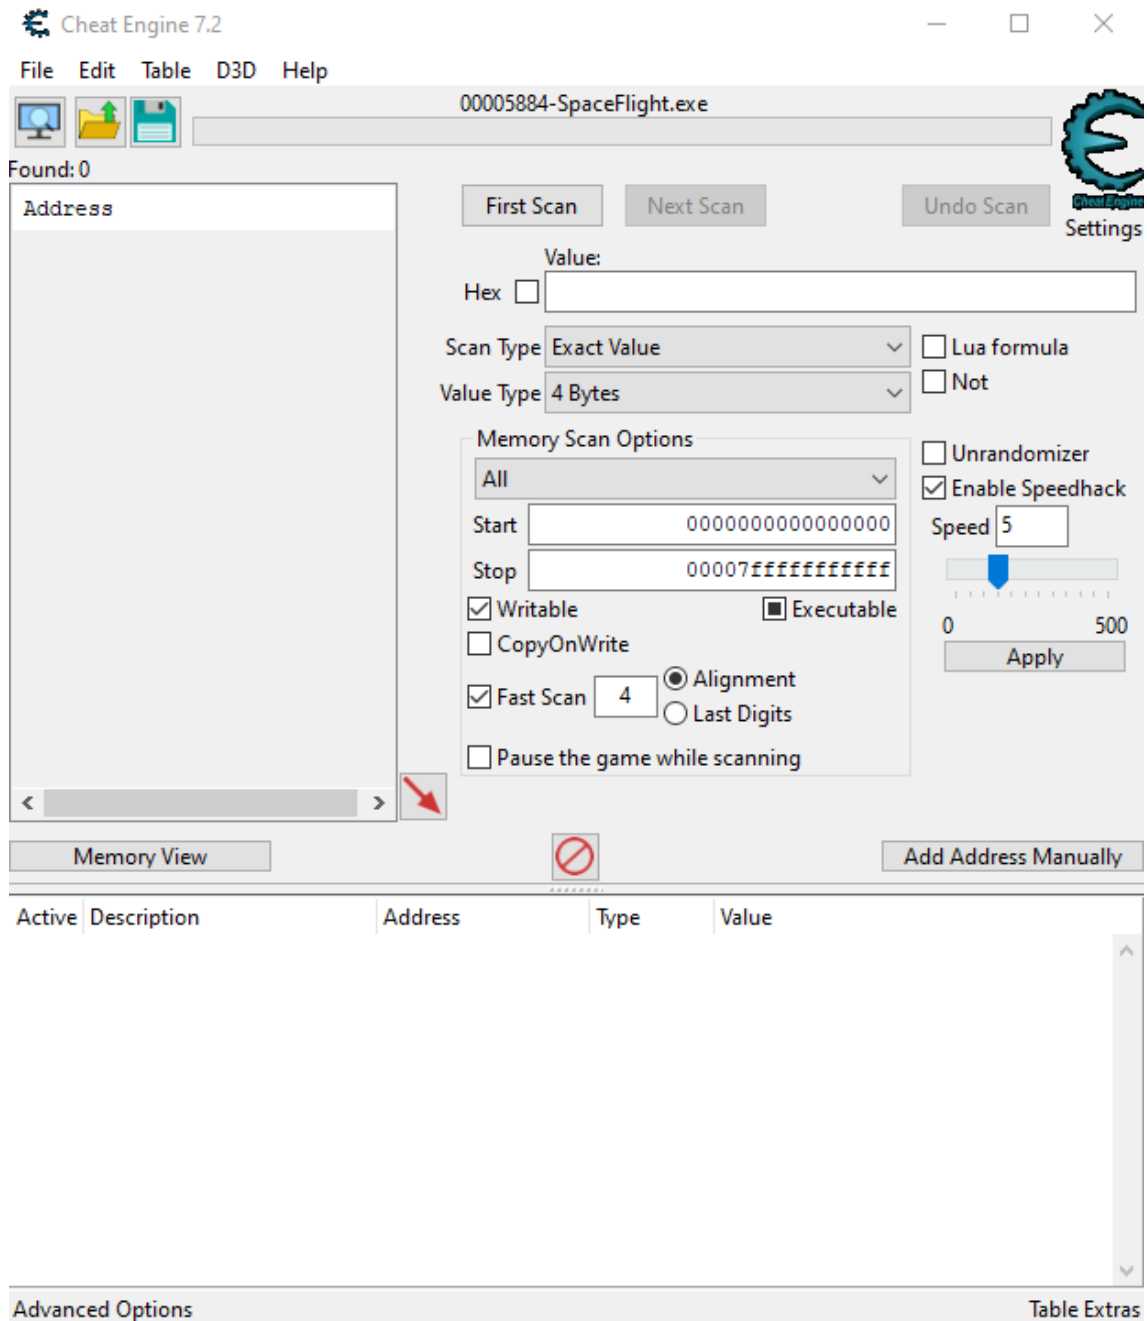 Cheat Engine 7.2
File Edit Table D3D Help
00005884-SpaceFlight.exe
Found: 0
Address
First Scan Next Scan Undo Scan
Cheat Engine
Settings
Value:
Hex
Scan Type Exact Value Lua formula
Value Type 4 Bytes Not
Memory Scan Options
All
Unrandomizer
Enable Speedhack
Start 0000000000000000
Speed 5
Stop 00007fffffffffff
Writable Executable
0 500
CopyOnWrite
Apply
Fast Scan 4 Alignment
Last Digits
Pause the game while scanning
Memory View Add Address Manually
Active Description Address Type Value
Advanced Options Table Extras